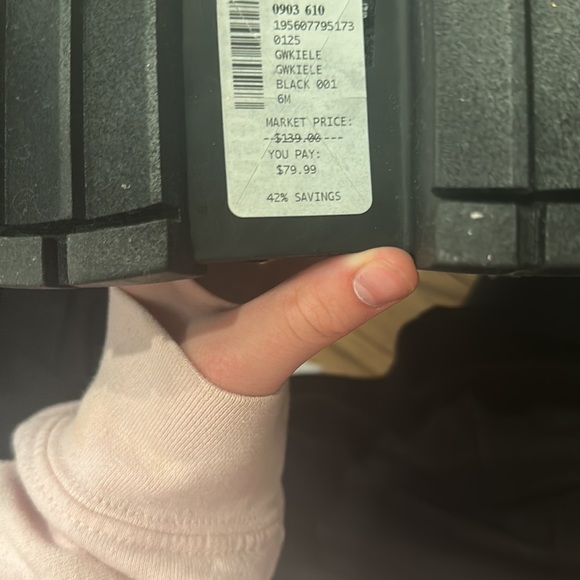 0903 610
195607795173
0125
GWKIELE
GWKIELE
BLACK 001
6M
MARKET PRICE:
$139.00
YOU PAY:
$79.99
42% SAVINGS